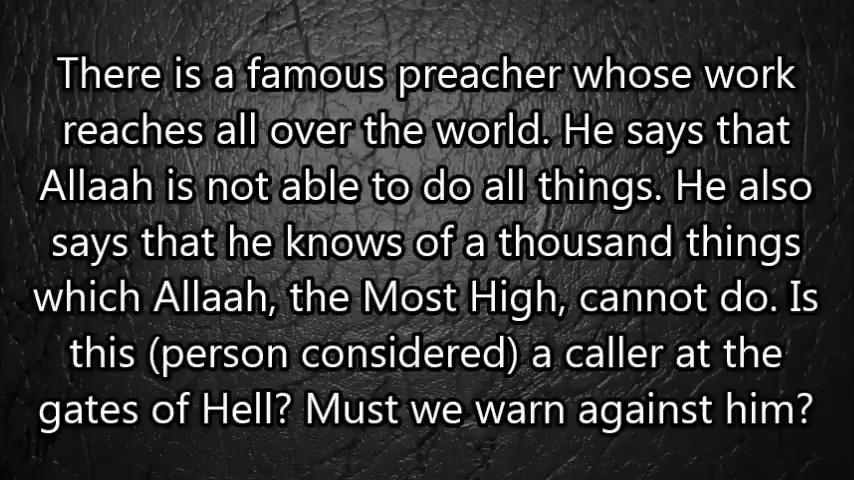 There is a famous preacher whose work
reaches all over the world. He says that
Allaah is not able to do all things. He also
says that he knows of a thousand things
which Allaah, the Most High, cannot do. Is
this (person considered) a caller at the
gates of Hell? Must we warn against him?